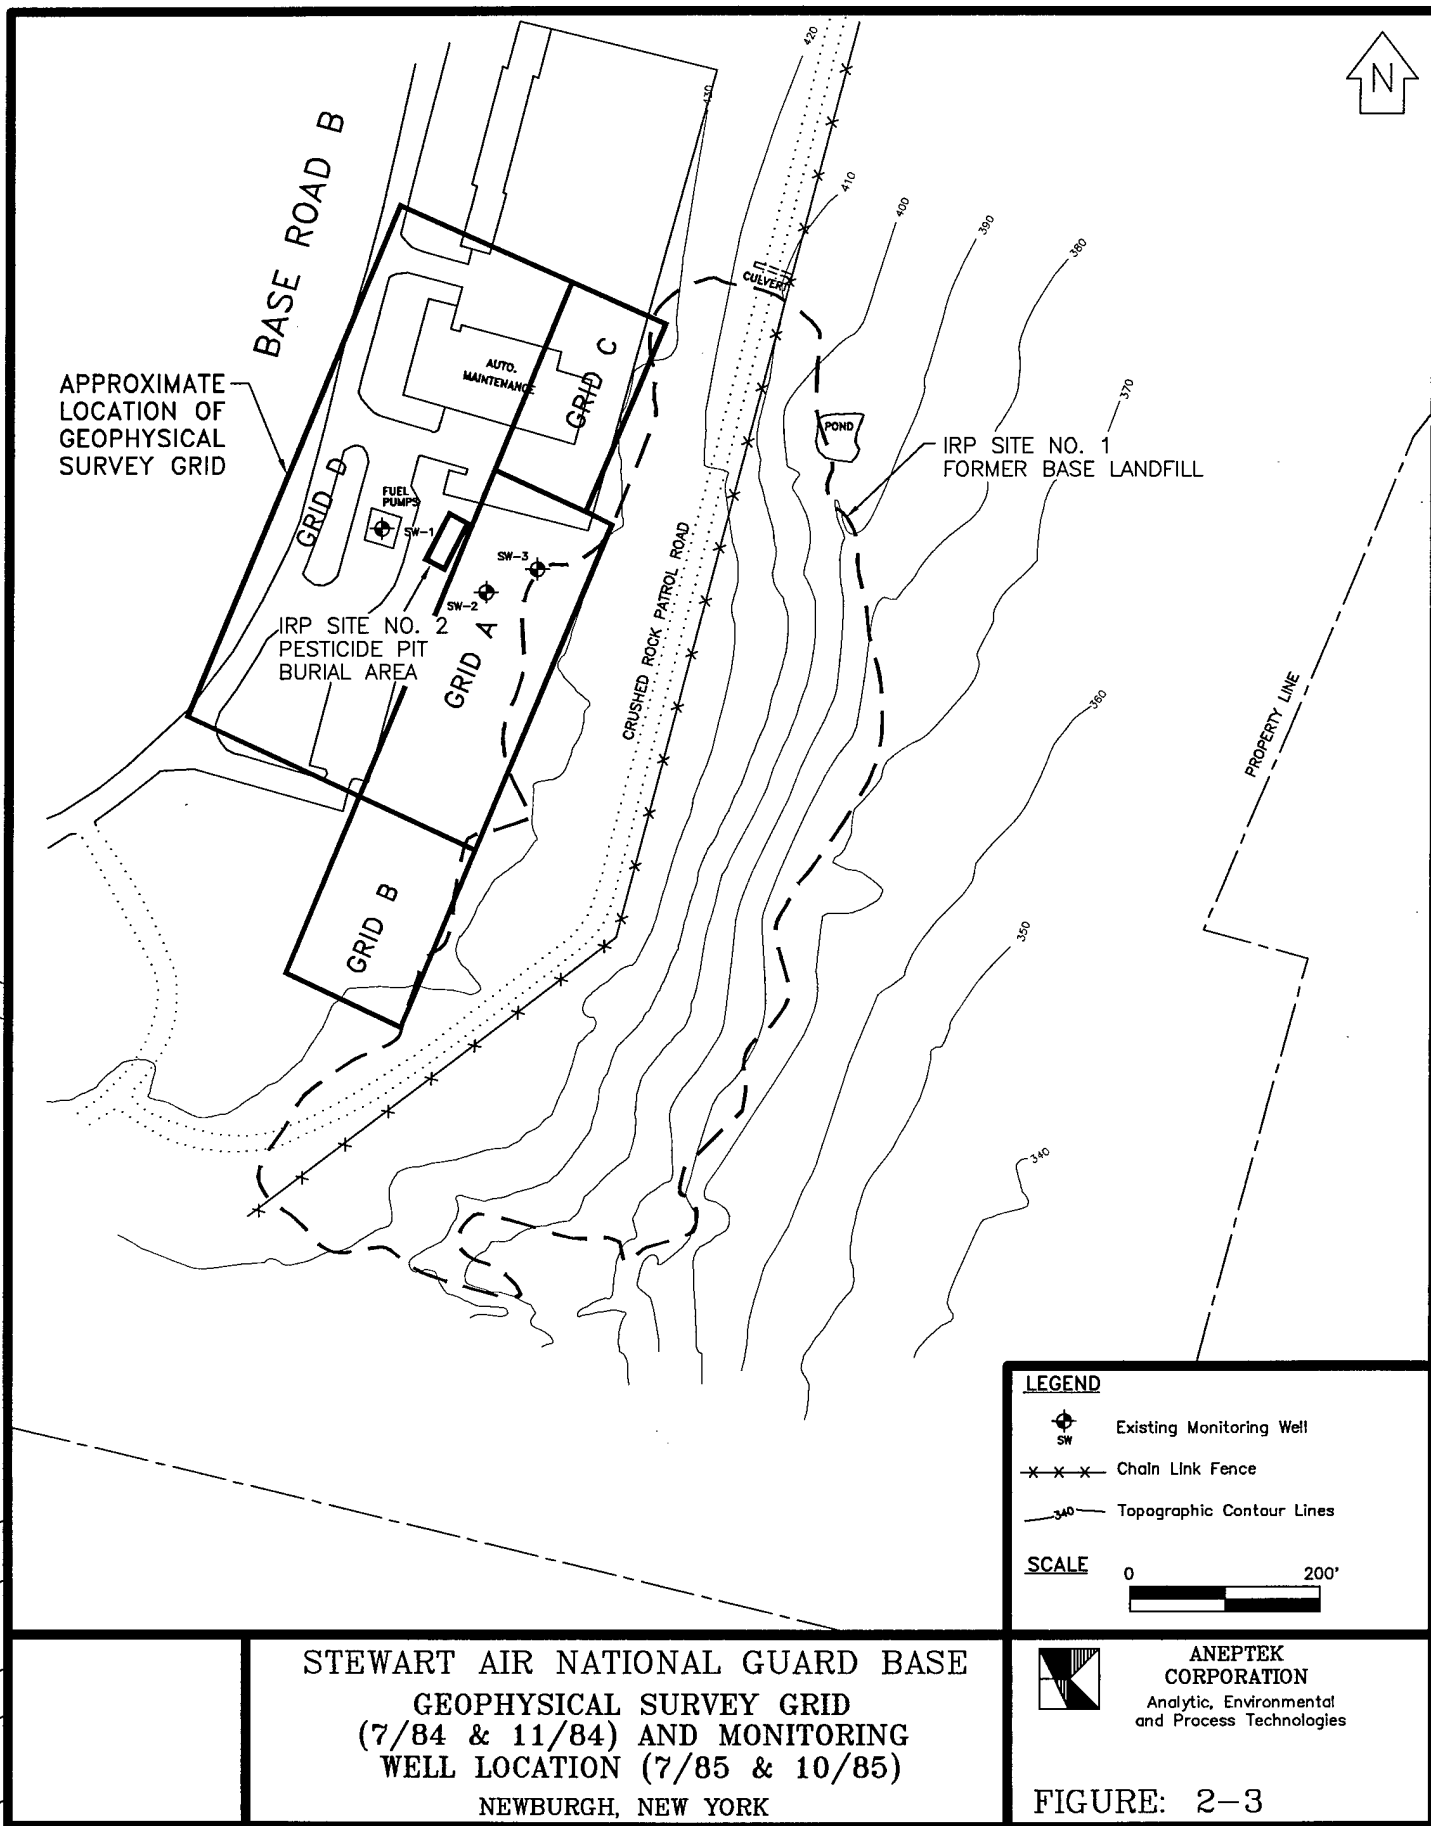 420
N
430
BASE ROAD B
410
400
390
380
CULVERT
GRID C
AUTO.
MAINTENANCE
APPROXIMATE
LOCATION OF
GEOPHYSICAL
SURVEY GRID
370
POND
IRP SITE NO. 1
FORMER BASE LANDFILL
GRID D
FUEL
PUMPS
SW-1
SW-3
SW-2
CRUSHED ROCK PATROL ROAD
IRP SITE NO. 2
PESTICIDE PIT
BURIAL AREA
GRID A
360
PROPERTY LINE
GRID B
350
340
LEGEND
SW
Existing Monitoring Well
X X X
Chain Link Fence
340
Topographic Contour Lines
SCALE
0 200'
STEWART AIR NATIONAL GUARD BASE
GEOPHYSICAL SURVEY GRID
(7/84 & 11/84) AND MONITORING
WELL LOCATION (7/85 & 10/85)
NEWBURGH, NEW YORK
ANEPTEK
CORPORATION
Analytic, Environmental
and Process Technologies
FIGURE: 2-3